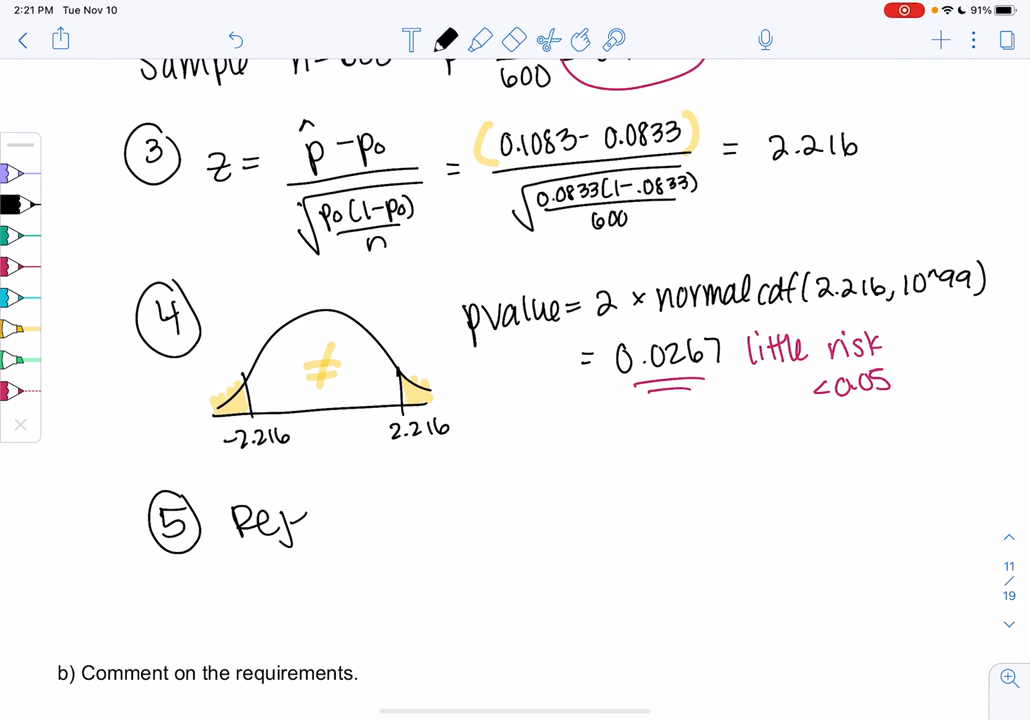 2:21 PM Tue Nov 10
91%
T
Sample
600
③ z = p̂ - p0 / √(p0(1-p0)/n) = (0.1083 - 0.0833) / √(0.0833(1-.0833)/600) = 2.216
④ pvalue = 2 × normalcdf(2.216, 10^99)
= 0.0267 little risk
<0.05
≠
-2.216 2.216
⑤ Rej
11
/
19
b) Comment on the requirements.